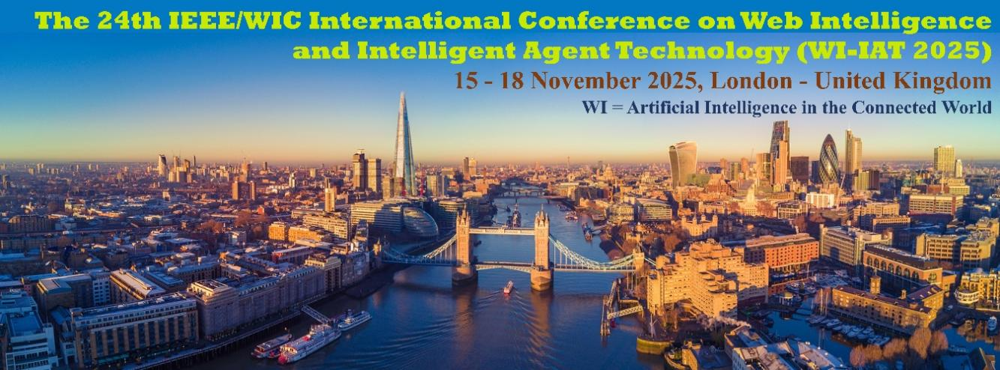 The 24th IEEE/WIC International Conference on Web Intelligence
and Intelligent Agent Technology (WI-IAT 2025)
15 - 18 November 2025, London - United Kingdom
WI = Artificial Intelligence in the Connected World